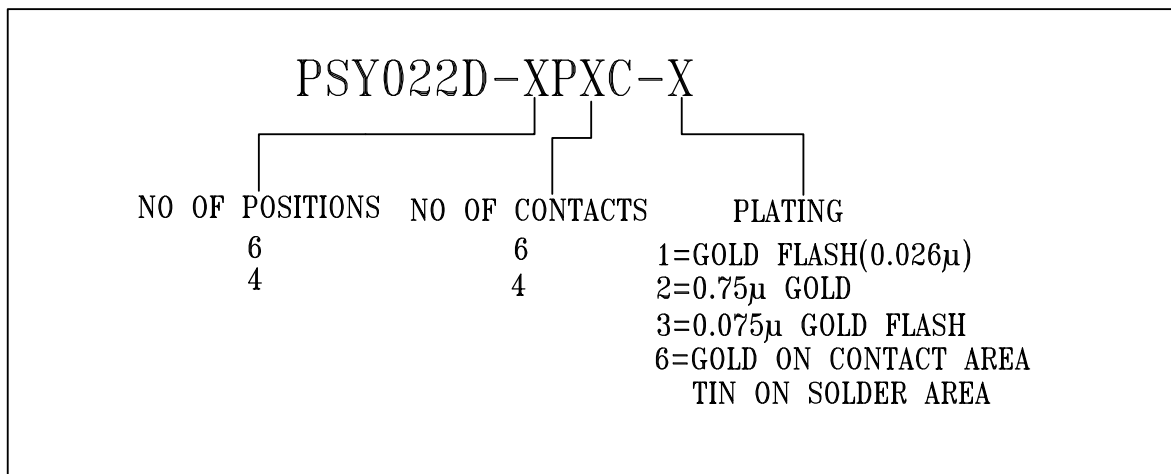 PSY022D-XPXC-X
NO OF POSITIONS
6
4
NO OF CONTACTS
6
4
PLATING
1=GOLD FLASH(0.026µ)
2=0.75µ GOLD
3=0.075µ GOLD FLASH
6=GOLD ON CONTACT AREA
TIN ON SOLDER AREA